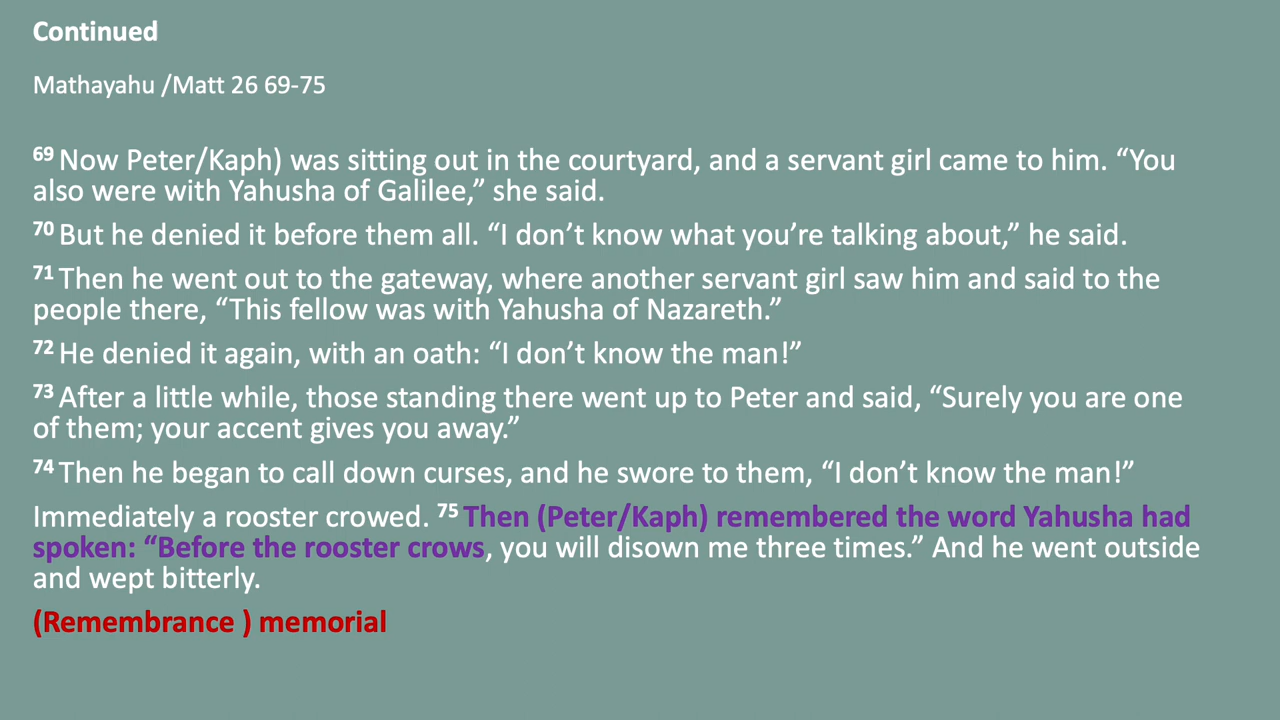 Continued
Mathayahu /Matt 26 69-75
69 Now Peter/Kaph) was sitting out in the courtyard, and a servant girl came to him. “You
also were with Yahusha of Galilee,” she said.
70 But he denied it before them all. “I don’t know what you’re talking about,” he said.
71 Then he went out to the gateway, where another servant girl saw him and said to the
people there, “This fellow was with Yahusha of Nazareth.”
72 He denied it again, with an oath: “I don’t know the man!”
73 After a little while, those standing there went up to Peter and said, “Surely you are one
of them; your accent gives you away.”
74 Then he began to call down curses, and he swore to them, “I don’t know the man!”
Immediately a rooster crowed. 75 Then (Peter/Kaph) remembered the word Yahusha had
spoken: “Before the rooster crows, you will disown me three times.” And he went outside
and wept bitterly.
(Remembrance ) memorial